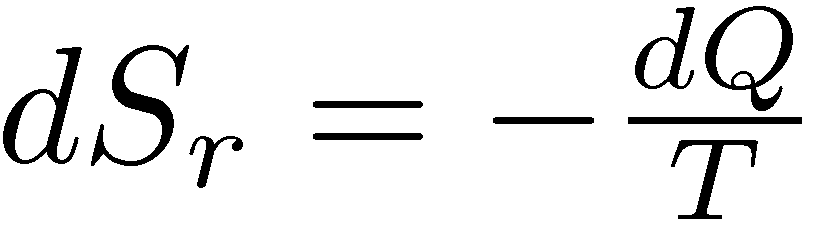 dS_r = -\frac{dQ}{T}